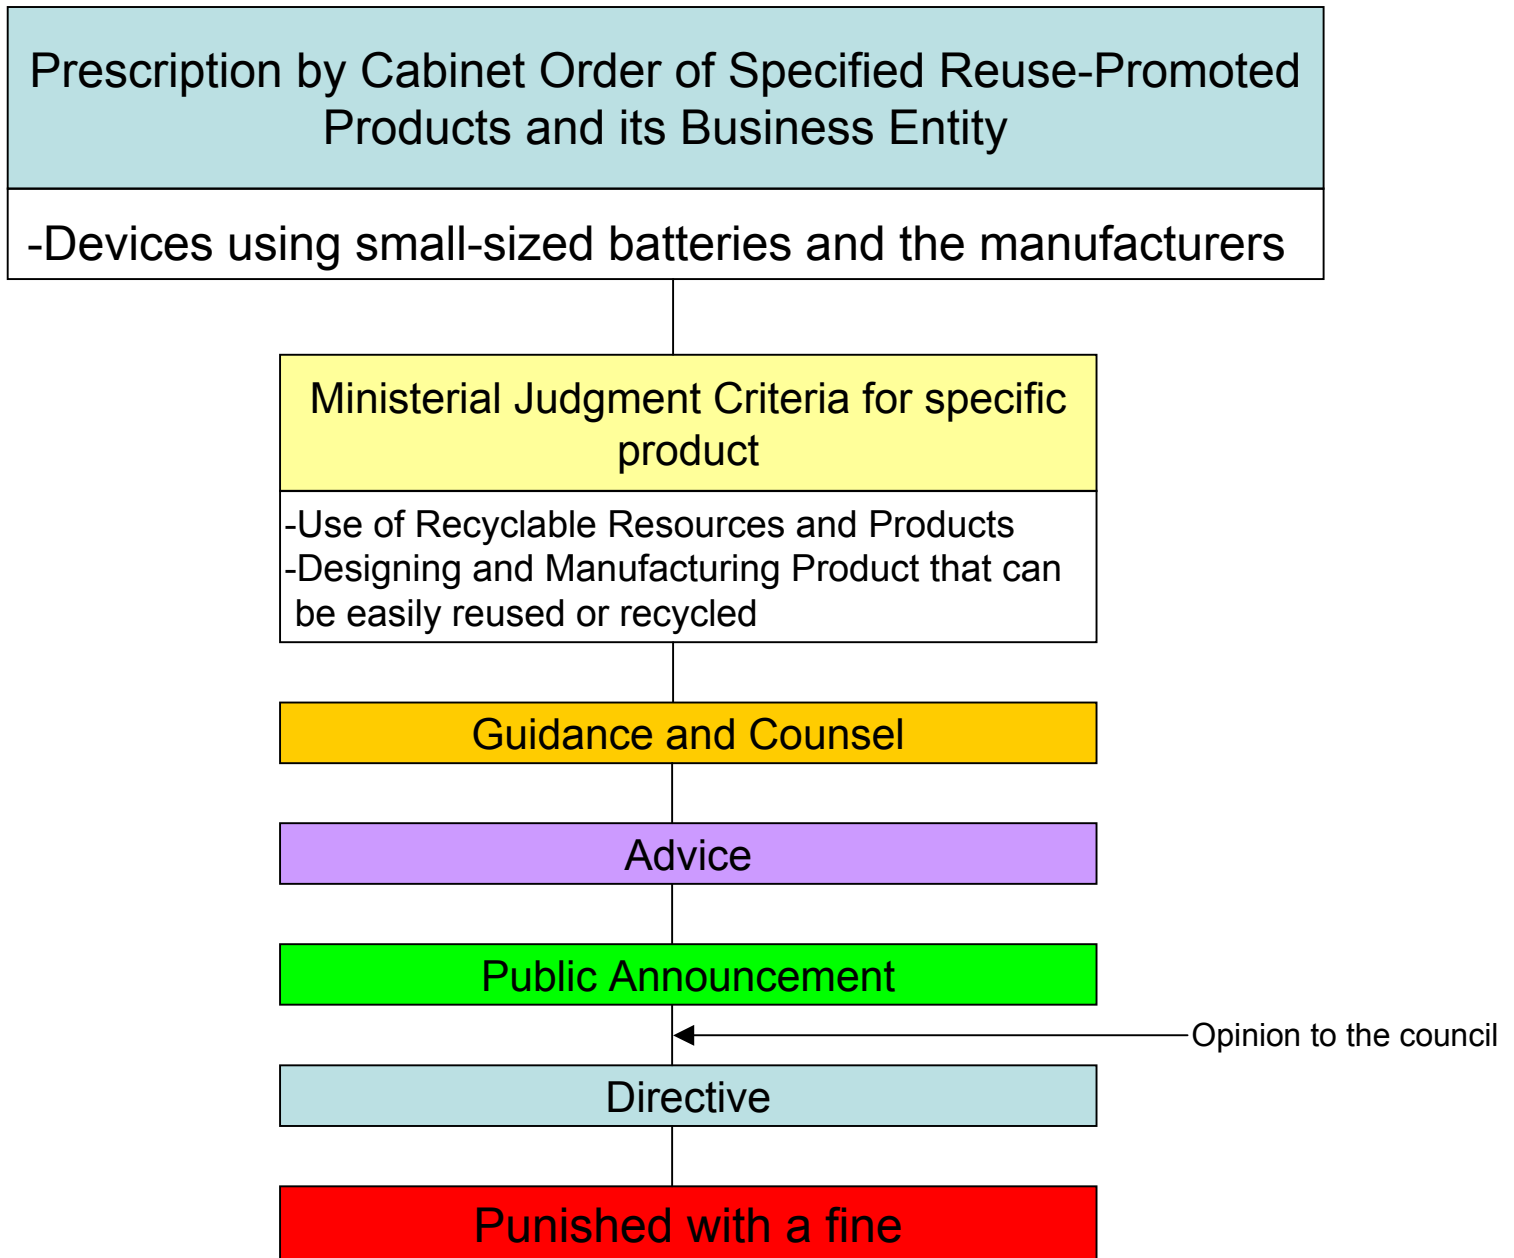 Prescription by Cabinet Order of Specified Reuse-Promoted
Products and its Business Entity
-Devices using small-sized batteries and the manufacturers
Ministerial Judgment Criteria for specific
product
-Use of Recyclable Resources and Products
-Designing and Manufacturing Product that can
be easily reused or recycled
Guidance and Counsel
Advice
Public Announcement
Opinion to the council
Directive
Punished with a fine